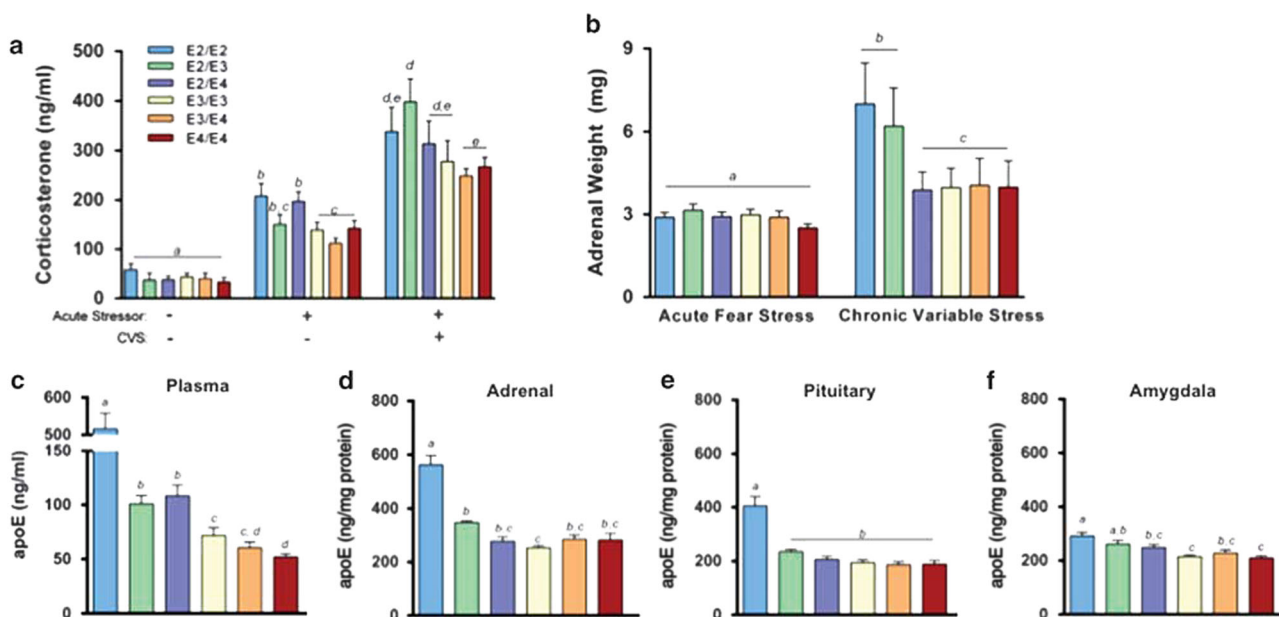 a
Corticosterone (ng/ml)
500
400
300
200
100
0
E2/E2
E2/E3
E2/E4
E3/E3
E3/E4
E4/E4
a
b
b,c
b
c
d,e
d
d,e
e
Acute Stressor: - + +
CVS: - - +
b
Adrenal Weight (mg)
9
6
3
0
a
b
c
Acute Fear Stress Chronic Variable Stress
c
Plasma
apoE (ng/ml)
600
500
150
100
50
0
a
b
b
c
c,d
d
d
Adrenal
apoE (ng/mg protein)
800
600
400
200
0
a
b
b,c
c
b,c
b,c
e
Pituitary
apoE (ng/mg protein)
800
600
400
200
0
a
b
f
Amygdala
apoE (ng/mg protein)
800
600
400
200
0
a
a,b
b,c
c
b,c
c